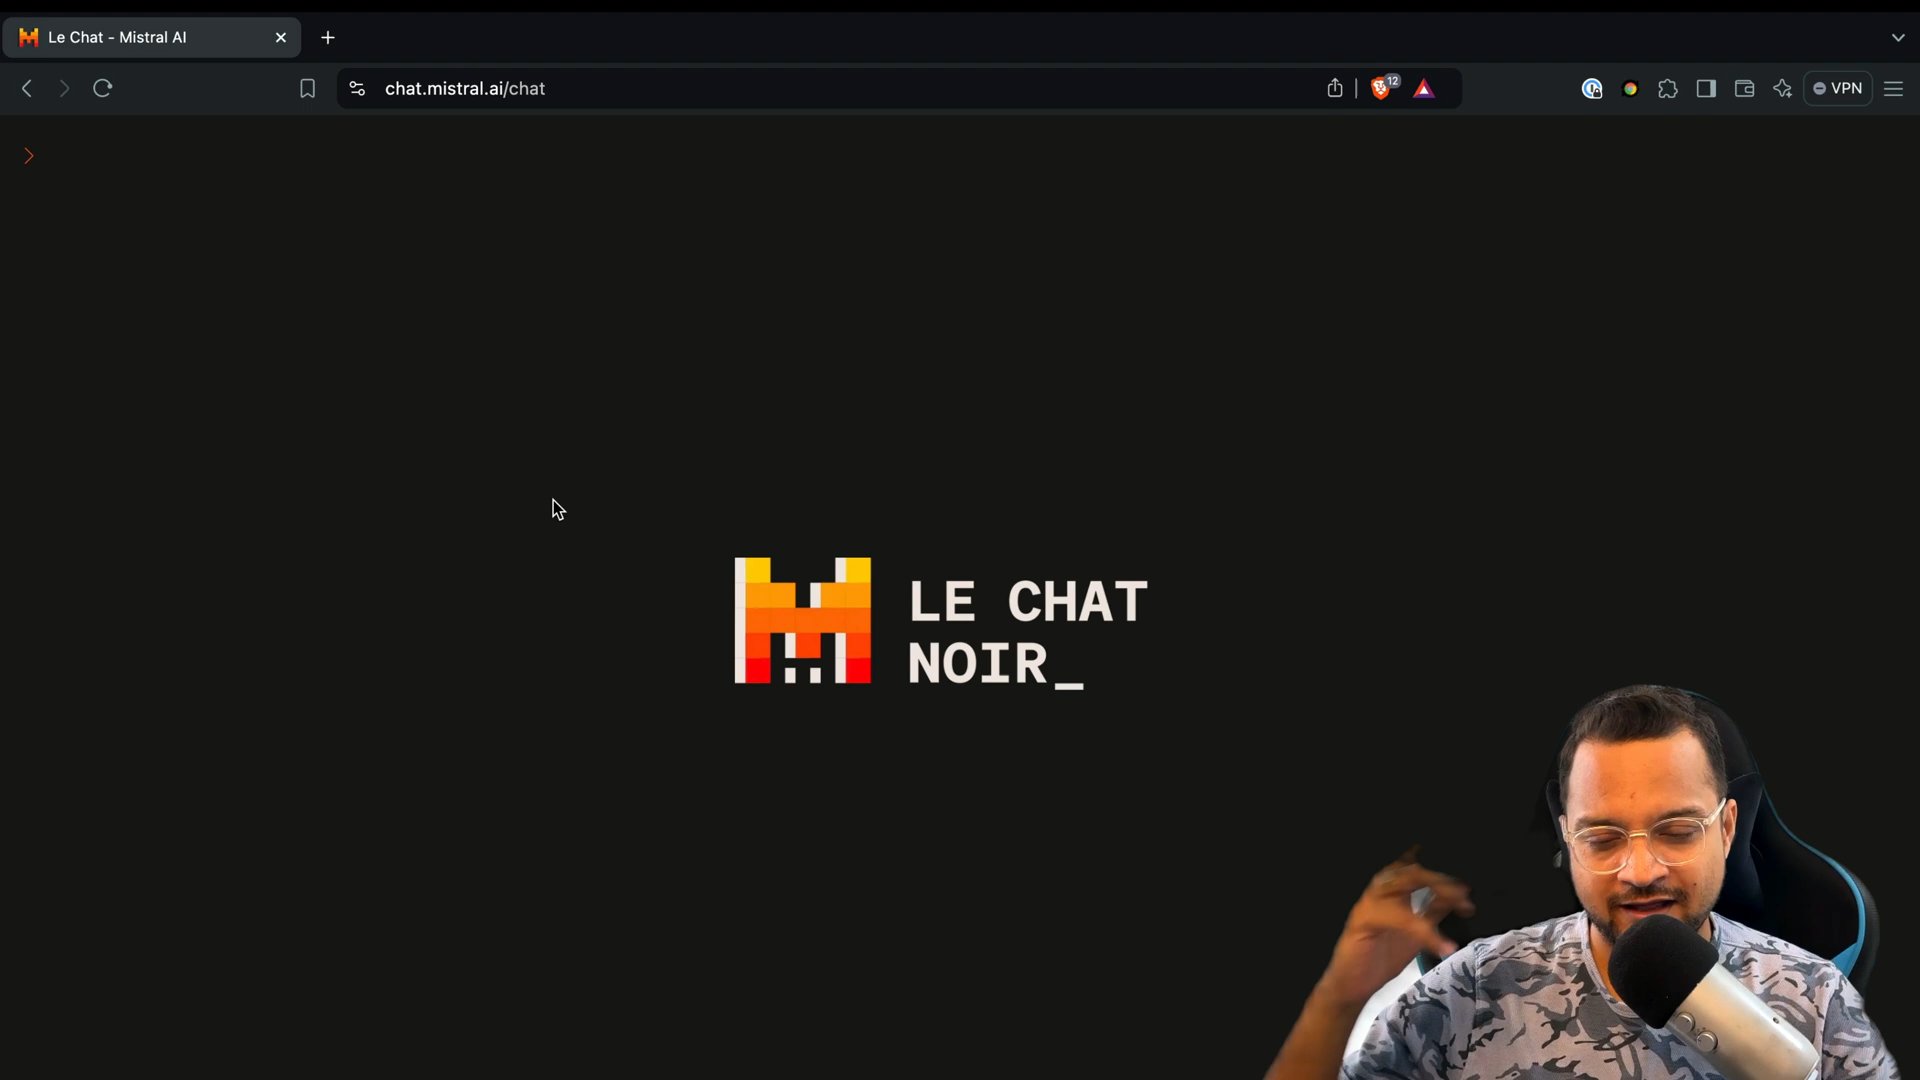 Le Chat - Mistral AI
chat.mistral.ai/chat
12
VPN
LE CHAT
NOIR_